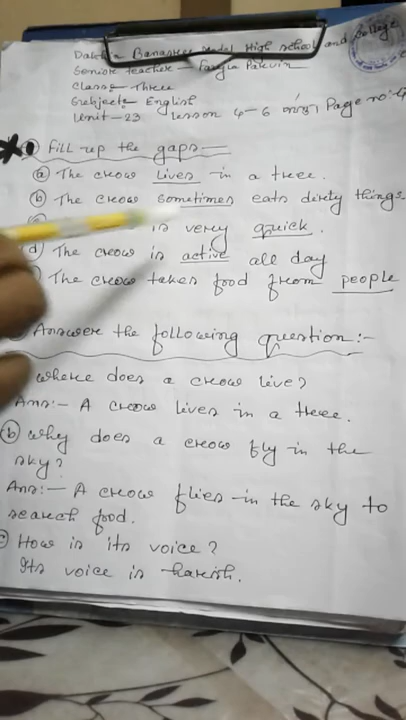 Dakhin Banasree Model High school and college
Senior teacher — Farzia Parvin
Class: Three
Subject: English
Unit-23 Lesson 4-6 Page no:
Fill up the gaps—
(a) The crow lives in a tree.
(b) The crow sometimes eats dirty things
is very quick.
d) The crow is active all day
The crow takes food from people
Answer the following question:-
where does a crow live?
Ans:- A crow lives in a tree.
(b) why does a crow fly in the
sky?
Ans:— A crow flies in the sky to
search food.
c) How is its voice?
Its voice is harsh.